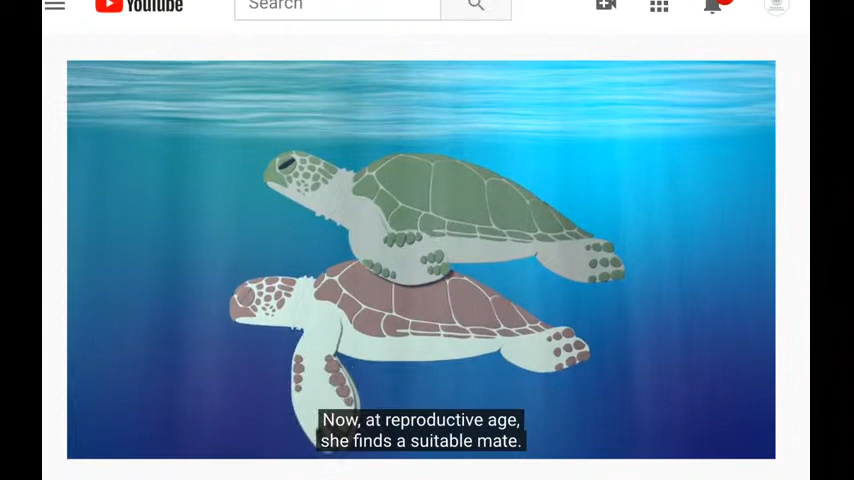 YouTube
Search
Now, at reproductive age,
she finds a suitable mate.